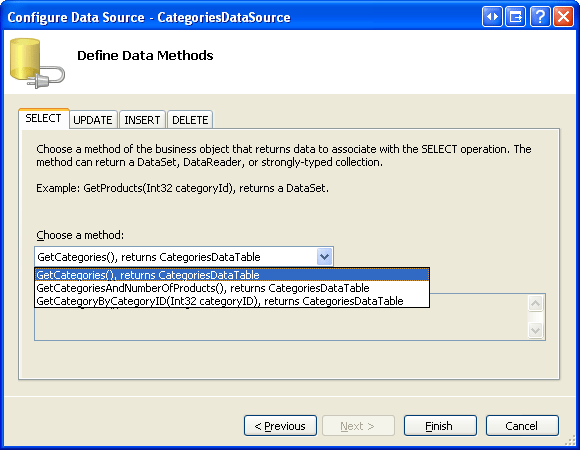 Configure Data Source - CategoriesDataSource
Define Data Methods
SELECT UPDATE INSERT DELETE
Choose a method of the business object that returns data to associate with the SELECT operation. The
method can return a DataSet, DataReader, or strongly-typed collection.
Example: GetProducts(Int32 categoryId), returns a DataSet.
Choose a method:
GetCategories(), returns CategoriesDataTable
GetCategories(), returns CategoriesDataTable
GetCategoriesAndNumberOfProducts(), returns CategoriesDataTable
GetCategoryByCategoryID(Int32 categoryID), returns CategoriesDataTable
< Previous Next > Finish Cancel